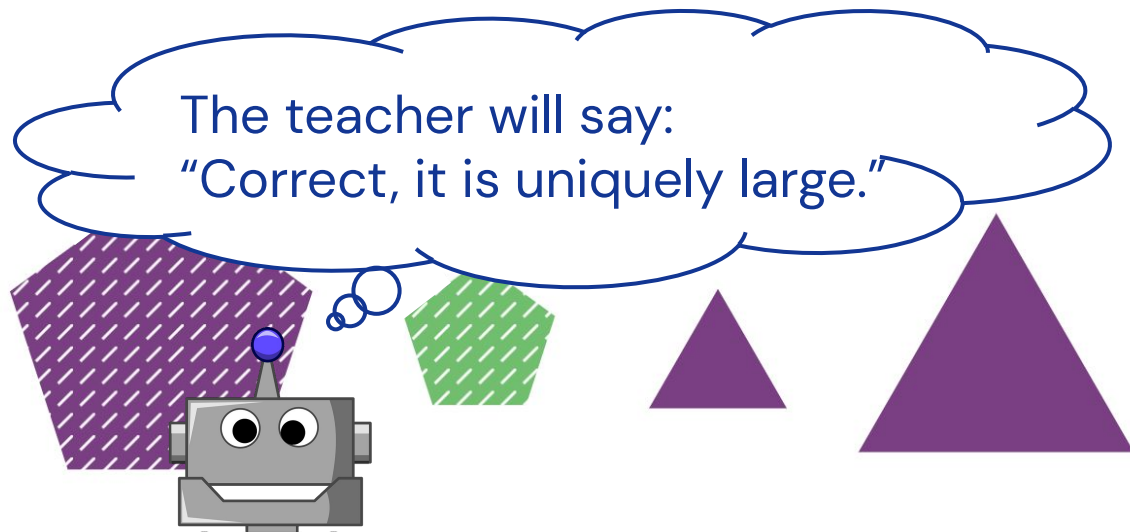 The teacher will say:
“Correct, it is uniquely large.”